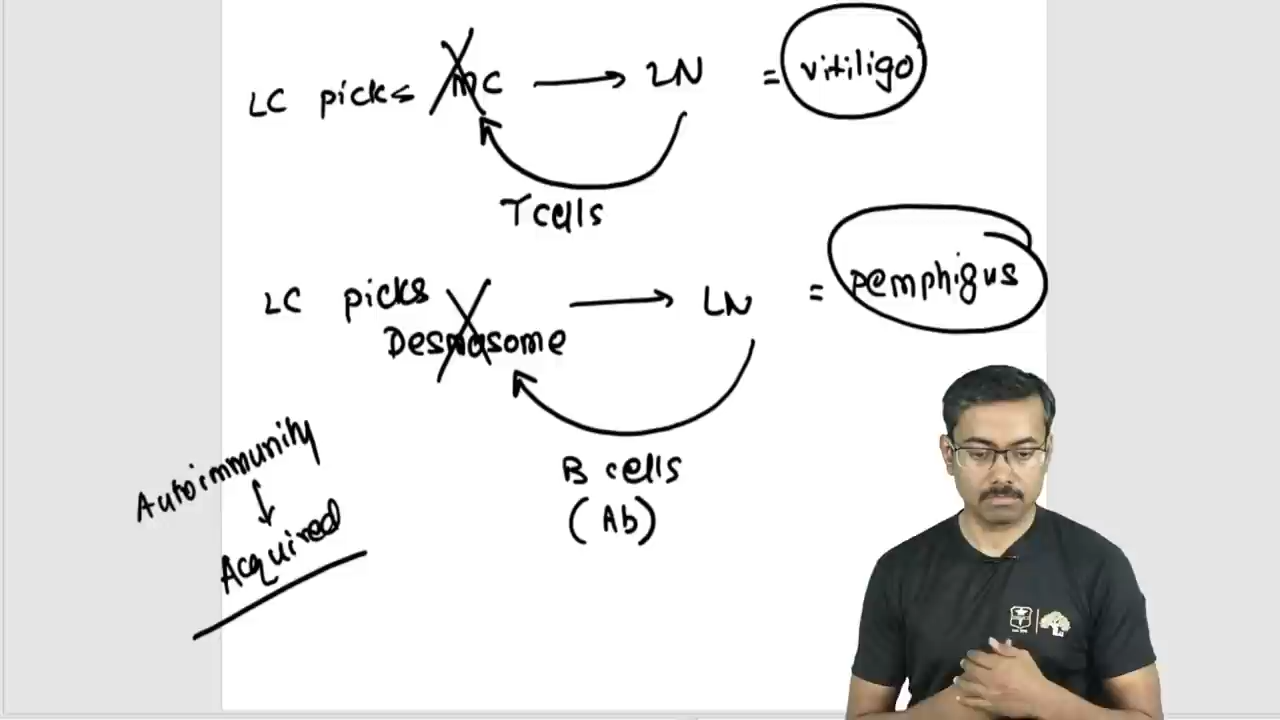 LC picks MC → LN = vitiligo
T cells
LC picks → LN = pemphigus
Desmosome
B cells
(Ab)
Autoimmunity
↓
Acquired